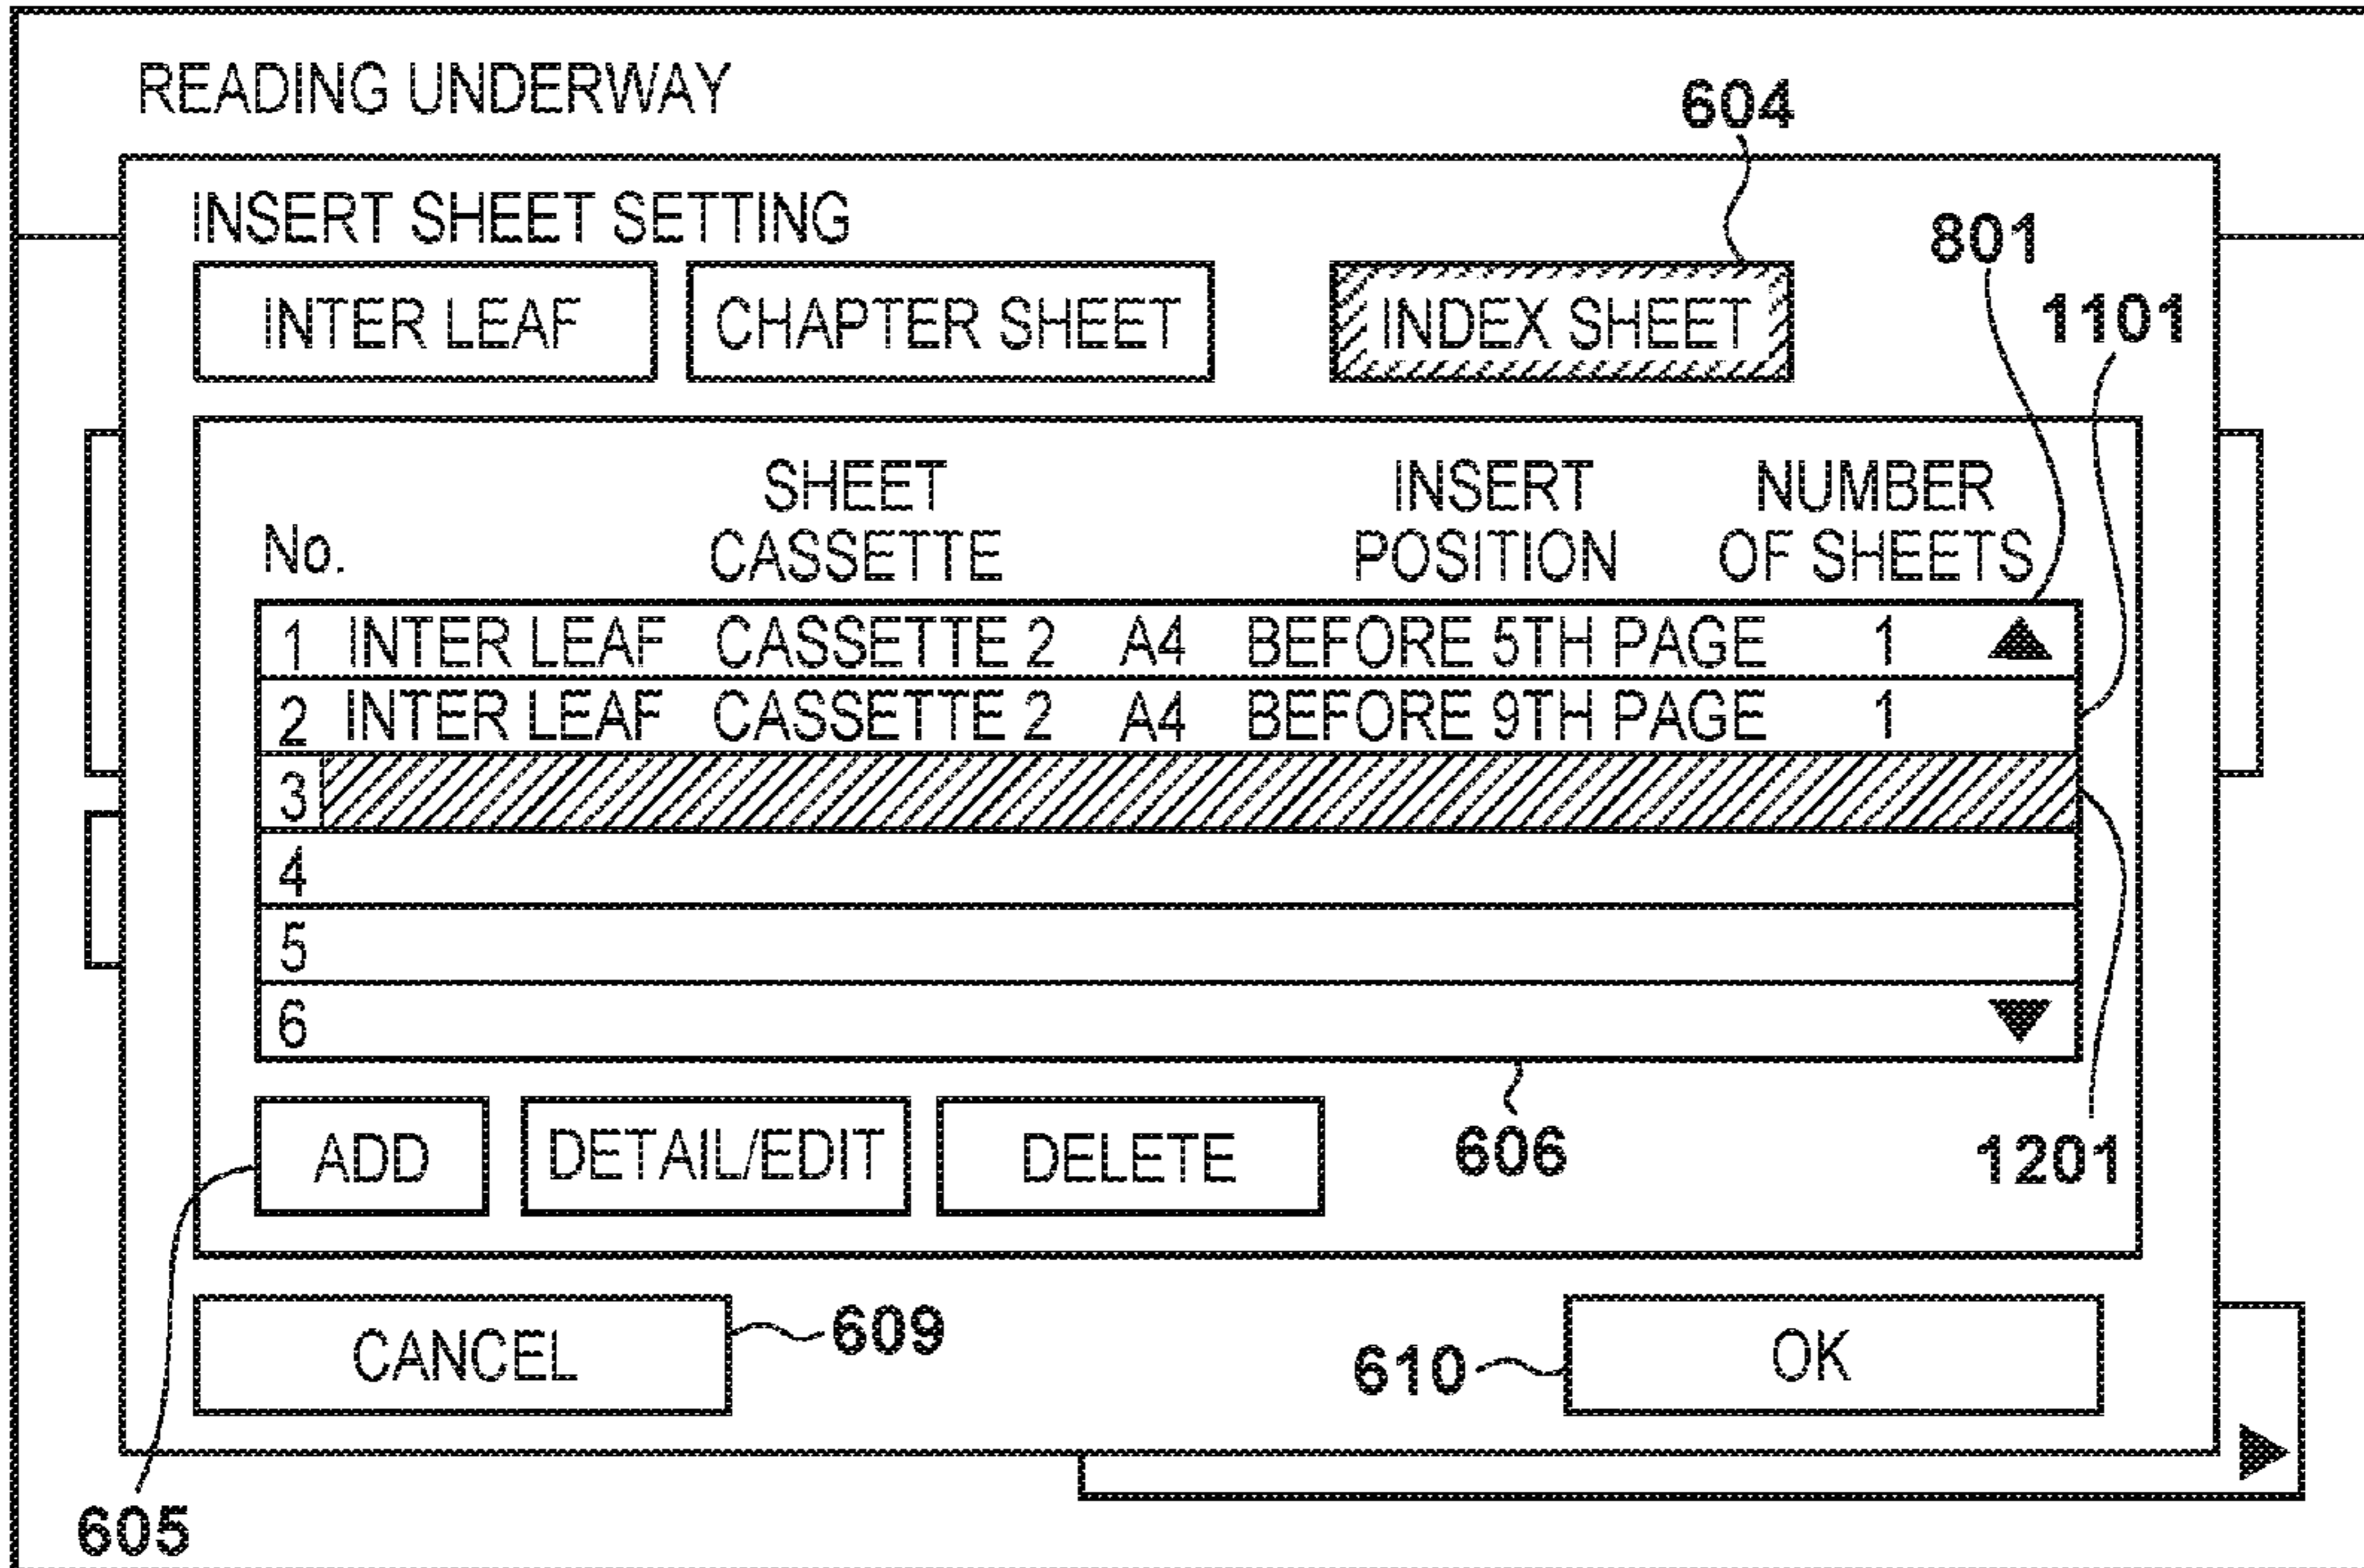 READING UNDERWAY
604
INSERT SHEET SETTING
801
INTER LEAF CHAPTER SHEET INDEX SHEET 1101
SHEET INSERT NUMBER
No. CASSETTE POSITION OF SHEETS
1 INTER LEAF CASSETTE 2 A4 BEFORE 5TH PAGE 1 ▲
2 INTER LEAF CASSETTE 2 A4 BEFORE 9TH PAGE 1
3
4
5
6 ▼
ADD DETAIL/EDIT DELETE 606 1201
CANCEL 609 610 OK
605